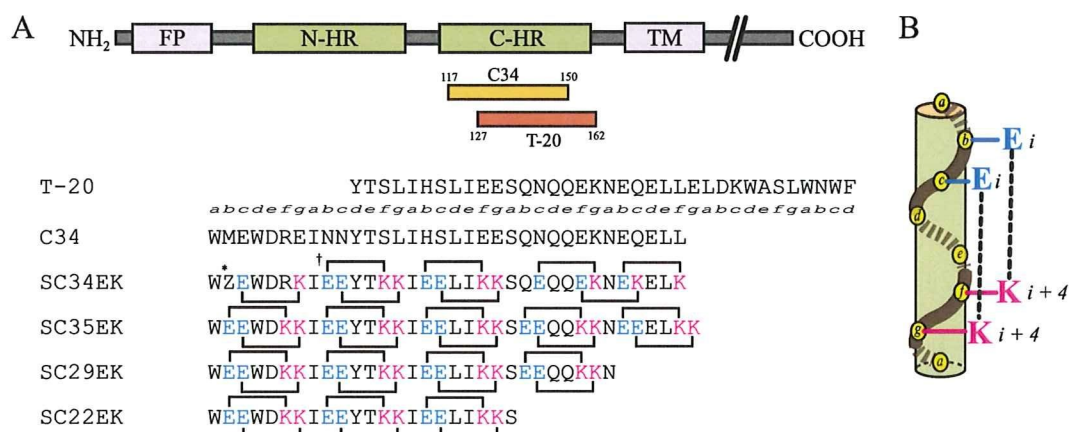 A
NH2 FP N-HR C-HR TM COOH
117 C34 150
127 T-20 162
T-20 YTSLIHSLIEESQNQQEKNEQELLELDKWASLWNWF
abcdefgabcdefgabcdefgabcdefgabcdefgabcdefgabcd
C34 WMEWDREINNYTSLIHSLIEESQNQQEKNEQELL
* †
SC34EK WZEWDRKIEEYTKKIEELIKKSQEQQEKNEKELK
SC35EK WEEWDKKIEEYTKKIEELIKKSEEQQKKNEEELKK
SC29EK WEEWDKKIEEYTKKIEELIKKSEEQQKKN
SC22EK WEEWDKKIEEYTKKIEELIKKS
B
a
b E i
c E i
d
e
f K i + 4
g K i + 4
a